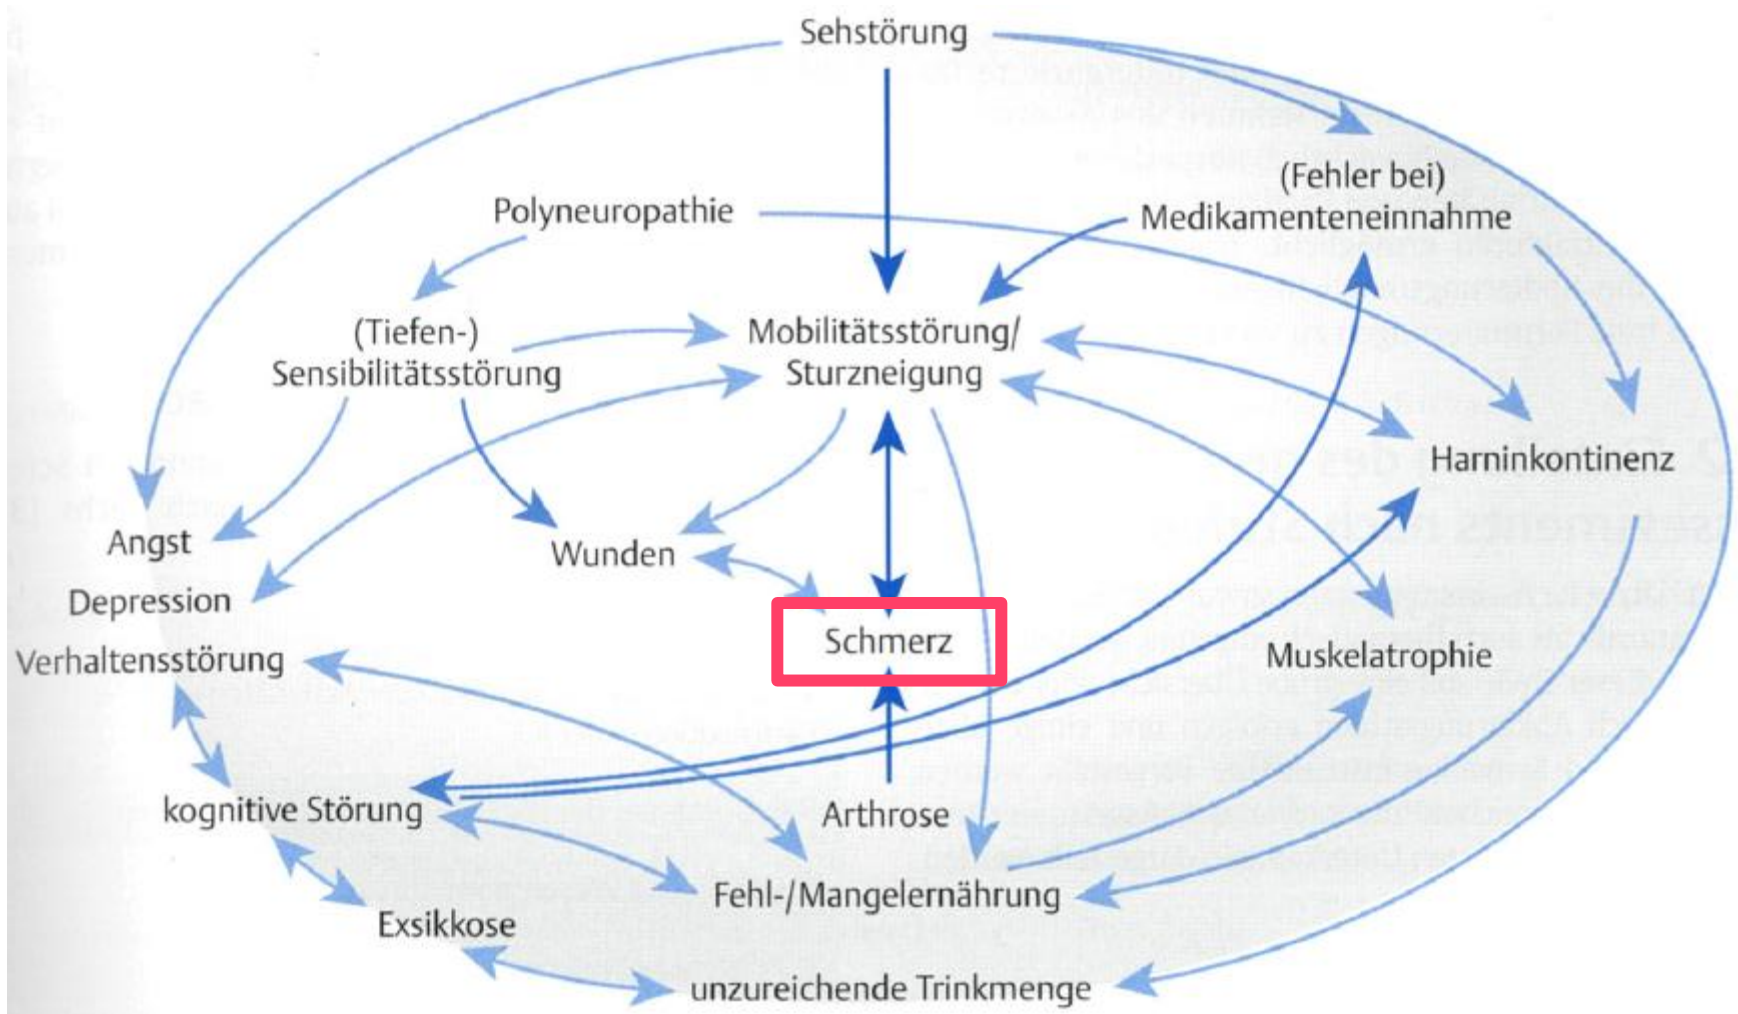 Sehstörung
(Fehler bei)
Medikamenteneinnahme
Polyneuropathie
(Tiefen-)
Sensibilitätsstörung
Mobilitätsstörung/
Sturzneigung
Harninkontinenz
Angst
Wunden
Depression
Schmerz
Verhaltensstörung
Muskelatrophie
kognitive Störung
Arthrose
Fehl-/Mangelernährung
Exsikkose
unzureichende Trinkmenge